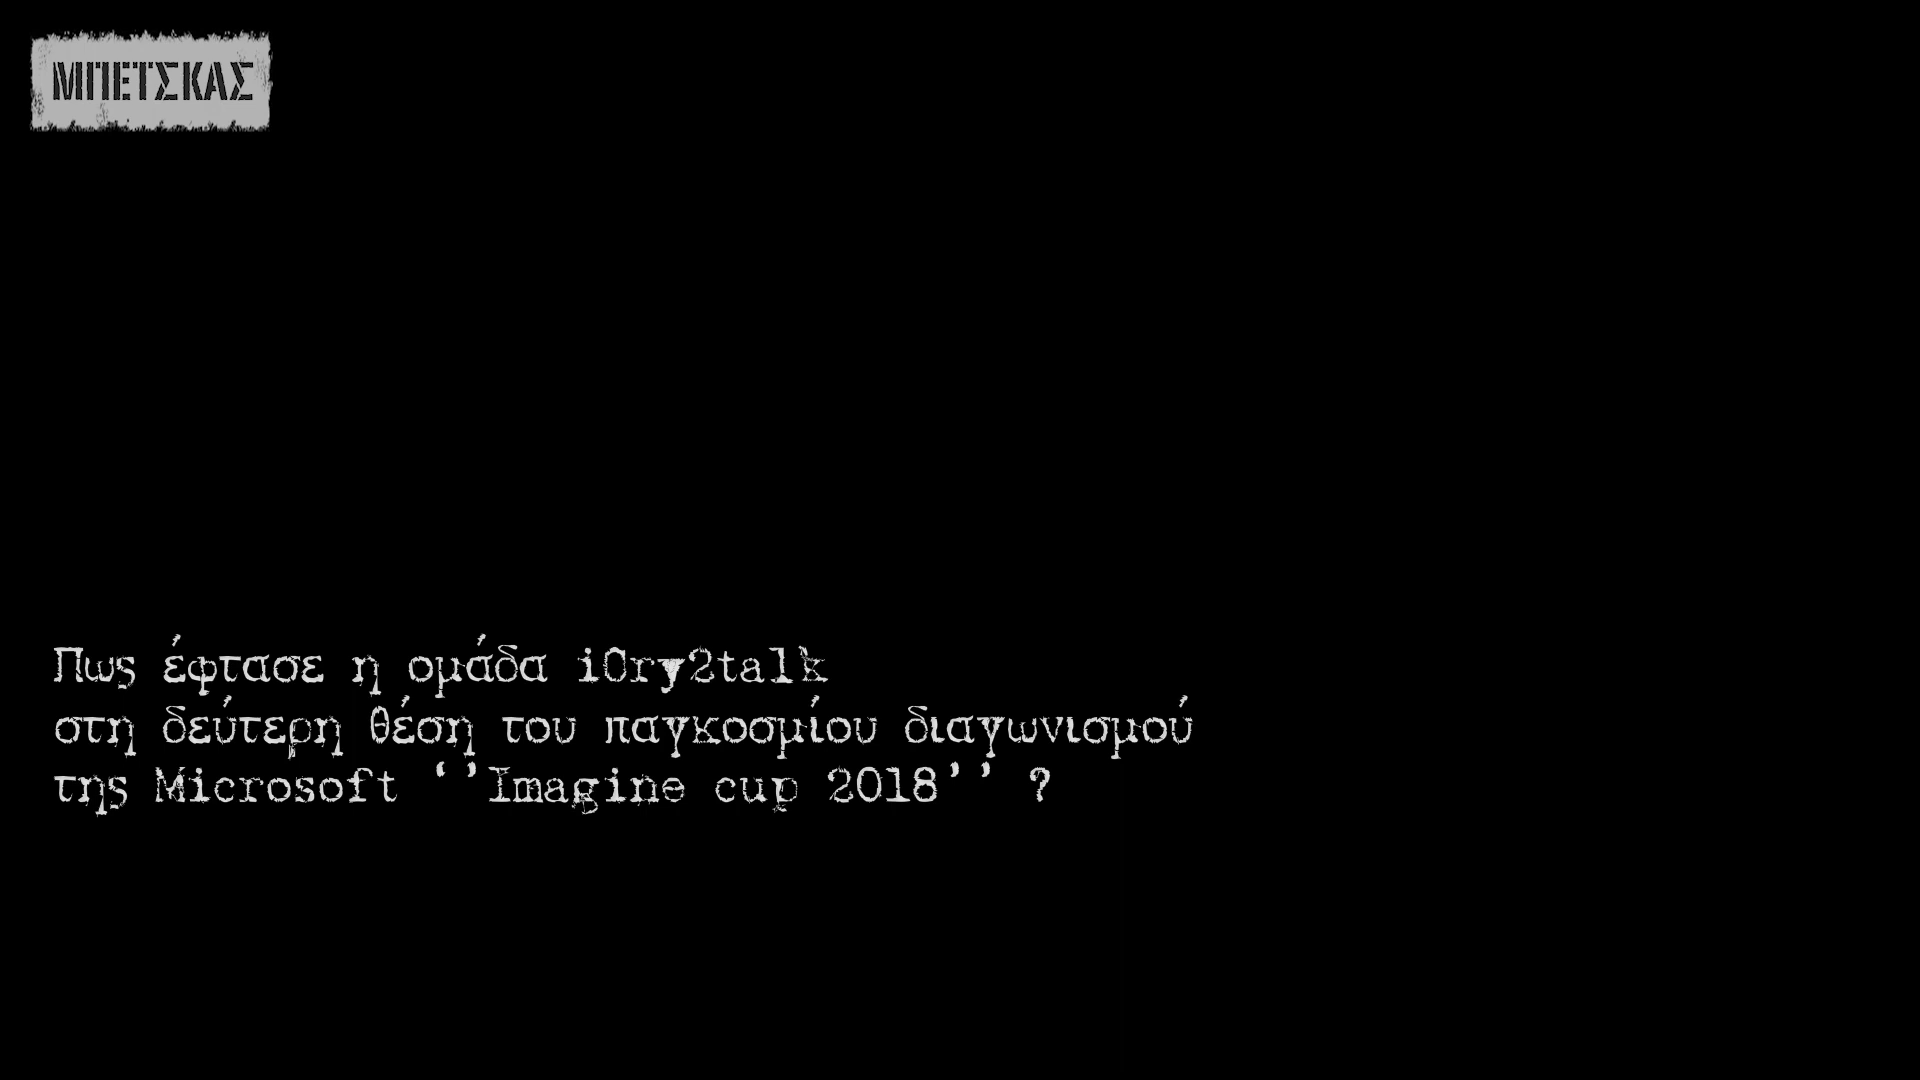 ΜΠΕΤΣΚΑΣ
Πως έφτασε η ομάδα iCry2talk
στη δεύτερη θέση του παγκοσμίου διαγωνισμού
της Microsoft ‘’Imagine cup 2018’’ ?